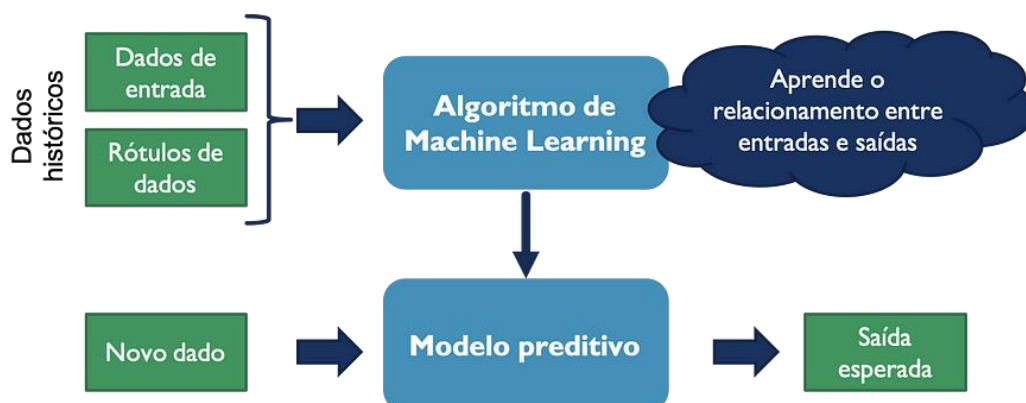 Dados
históricos
Dados de
entrada
Rótulos de
dados
Algoritmo de
Machine Learning
Aprende o
relacionamento entre
entradas e saídas
Novo dado
Modelo preditivo
Saída
esperada